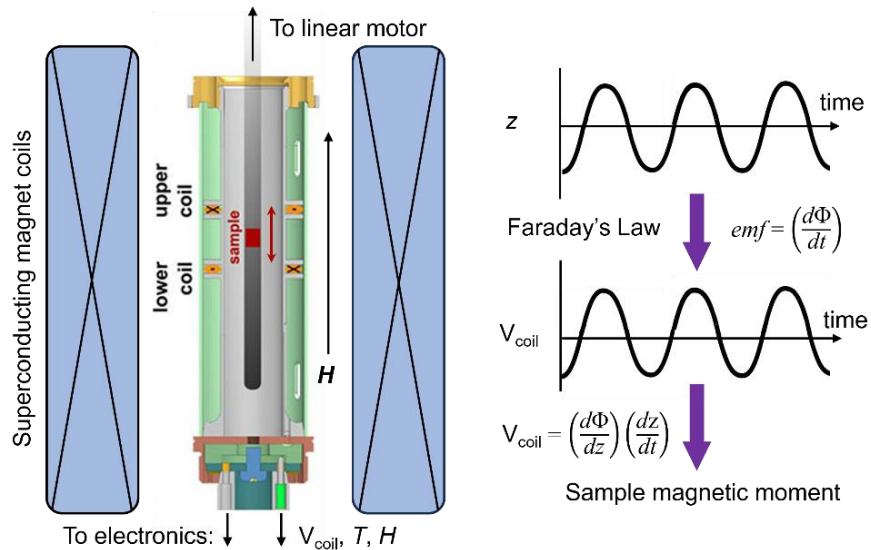 To linear motor
Superconducting magnet coils
upper
coil
lower
coil
sample
H
To electronics:
V_coil, T, H
z
time
Faraday's Law
emf = (dΦ/dt)
V_coil
time
V_coil = (dΦ/dz)(dz/dt)
Sample magnetic moment